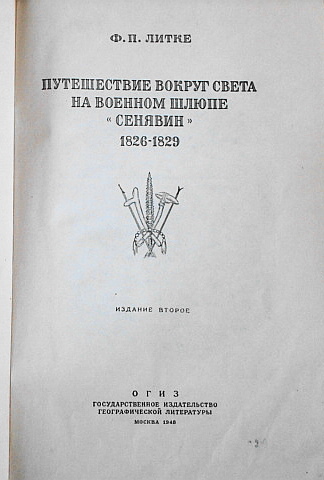 Ф. П. ЛИТКЕ
ПУТЕШЕСТВИЕ ВОКРУГ СВЕТА
НА ВОЕННОМ ШЛЮПЕ
«СЕНЯВИН»
1826-1829
ИЗДАНИЕ ВТОРОЕ
ОГИЗ
ГОСУДАРСТВЕННОЕ ИЗДАТЕЛЬСТВО
ГЕОГРАФИЧЕСКОЙ ЛИТЕРАТУРЫ
МОСКВА 1948